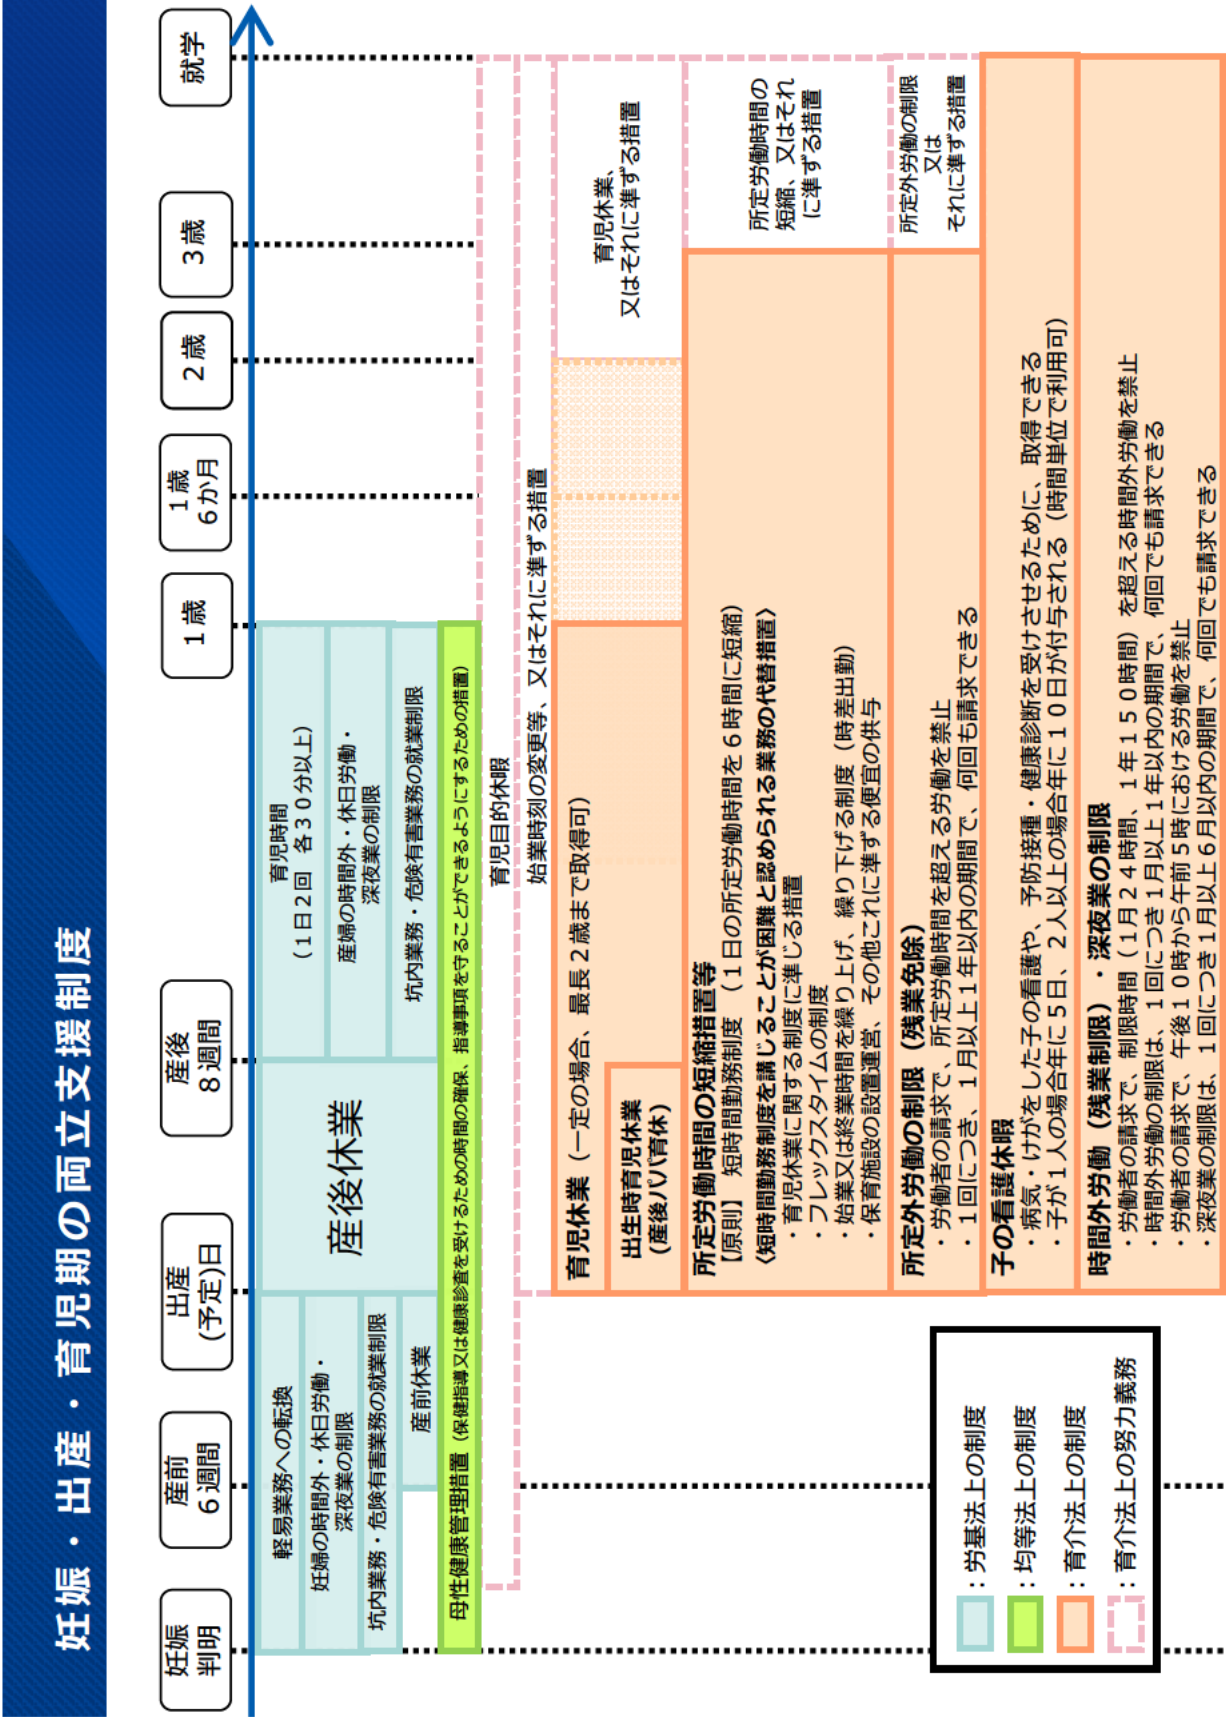 妊娠・出産・育児期の両立支援制度
妊娠
判明
産前
６週間
出産
(予定)日
産後
８週間
１歳
１歳
６か月
２歳
３歳
就学
軽易業務への転換
妊婦の時間外・休日労働・
深夜業の制限
坑内業務・危険有害業務の就業制限
産前休業
産後休業
育児時間
（１日２回　各３０分以上）
産婦の時間外・休日労働・
深夜業の制限
坑内業務・危険有害業務の就業制限
母性健康管理措置（保健指導又は健康診査を受けるための時間の確保、指導事項を守ることができるようにするための措置）
育児目的休暇
始業時刻の変更等、又はそれに準ずる措置
育児休業（一定の場合、最長２歳まで取得可）
出生時育児休業
（産後パパ育休）
育児休業、
又はそれに準ずる措置
所定労働時間の短縮措置等
【原則】　短時間勤務制度　（１日の所定労働時間を６時間に短縮）
〈短時間勤務制度を講じることが困難と認められる業務の代替措置〉
・育児休業に関する制度に準じる措置
・フレックスタイムの制度
・始業又は終業時間を繰り上げ、繰り下げる制度（時差出勤）
・保育施設の設置運営、その他これに準ずる便宜の供与
所定労働時間の
短縮、又はそれ
に準ずる措置
所定外労働の制限（残業免除）
・労働者の請求で、所定労働時間を超える労働を禁止
・１回につき、１月以上１年以内の期間で、何回も請求できる
所定外労働の制限
又は
それに準ずる措置
子の看護休暇
・病気・けがをした子の看護や、予防接種・健康診断を受けさせるために、取得できる
・子が１人の場合年に５日、２人以上の場合年に１０日が付与される（時間単位で利用可）
時間外労働（残業制限）・深夜業の制限
・労働者の請求で、制限時間（１月２４時間、１年１５０時間）を超える時間外労働を禁止
・時間外労働の制限は、１回につき１月以上１年以内の期間で、何回でも請求できる
・労働者の請求で、午後１０時から午前５時における労働を禁止
・深夜業の制限は、１回につき１月以上６月以内の期間で、何回でも請求できる
：労基法上の制度
：均等法上の制度
：育介法上の制度
：育介法上の努力義務